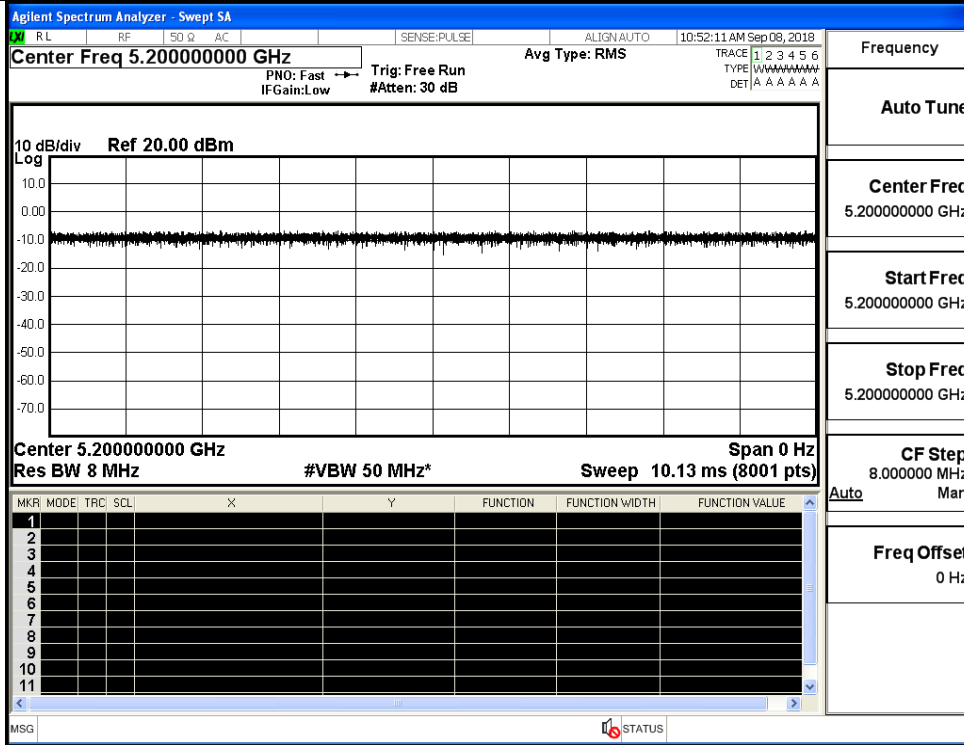 Agilent Spectrum Analyzer - Swept SA
LXI RL RF 50 Ω AC SENSE:PULSE ALIGN AUTO 10:52:11 AM Sep 08, 2018
Center Freq 5.200000000 GHz
Avg Type: RMS
TRACE 1 2 3 4 5 6
PNO: Fast
Trig: Free Run
TYPE WWWWWW
IFGain:Low
#Atten: 30 dB
DET A A A A A A
10 dB/div Ref 20.00 dBm
Log
10.0
0.00
-10.0
-20.0
-30.0
-40.0
-50.0
-60.0
-70.0
Center 5.200000000 GHz Span 0 Hz
Res BW 8 MHz #VBW 50 MHz* Sweep 10.13 ms (8001 pts)
MKR MODE TRC SCL X Y FUNCTION FUNCTION WIDTH FUNCTION VALUE
1
2
3
4
5
6
7
8
9
10
11
MSG STATUS
Frequency
Auto Tune
Center Freq
5.200000000 GHz
Start Freq
5.200000000 GHz
Stop Freq
5.200000000 GHz
CF Step
8.000000 MHz
Auto Man
Freq Offset
0 Hz